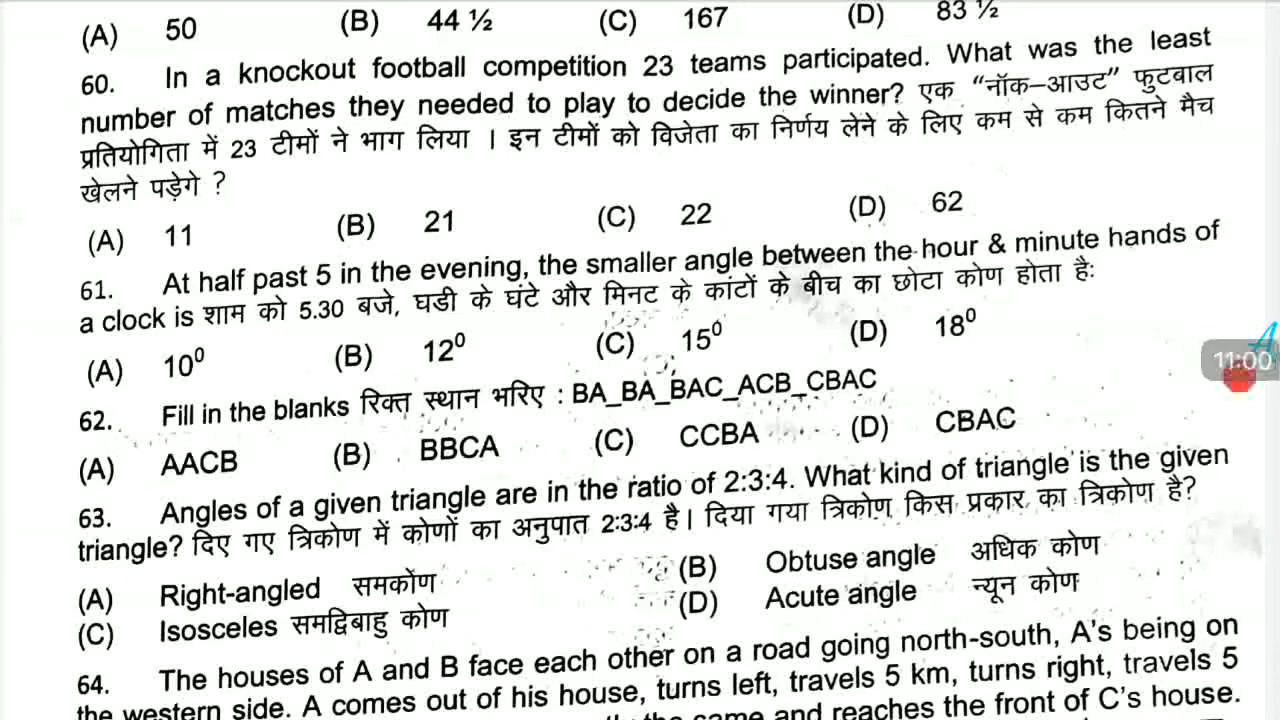 (A) 50 (B) 44 ½ (C) 167 (D) 83 ½
60. In a knockout football competition 23 teams participated. What was the least
number of matches they needed to play to decide the winner? एक “नॉक–आउट” फुटबाल
प्रतियोगिता में 23 टीमों ने भाग लिया । इन टीमों को विजेता का निर्णय लेने के लिएं कम से कम कितने मैच
खेलने पड़ेगे ?
(A) 11 (B) 21 (C) 22 (D) 62
61. At half past 5 in the evening, the smaller angle between the hour & minute hands of
a clock is शाम को 5.30 बजे, घडी के घंटे और मिनट के कांटों के बीच का छोटा कोण होता है:
(A) 10⁰ (B) 12⁰ (C) 15⁰ (D) 18⁰
11:00
62. Fill in the blanks रिक्त स्थान भरिए : BA_BA_BAC_ACB_CBAC
(A) AACB (B) BBCA (C) CCBA (D) CBAC
63. Angles of a given triangle are in the ratio of 2:3:4. What kind of triangle is the given
triangle? दिए गए त्रिकोण में कोणों का अनुपात 2:3:4 है। दिया गया त्रिकोण किस प्रकार का त्रिकोण है?
(A) Right-angled समकोंण (B) Obtuse angle अधिक कोण
(C) Isosceles समद्विबाहु कोण (D) Acute angle न्यून कोण
64. The houses of A and B face each other on a road going north-south, A's being on
the western side. A comes out of his house, turns left, travels 5 km, turns right, travels 5
the same and reaches the front of C's house.